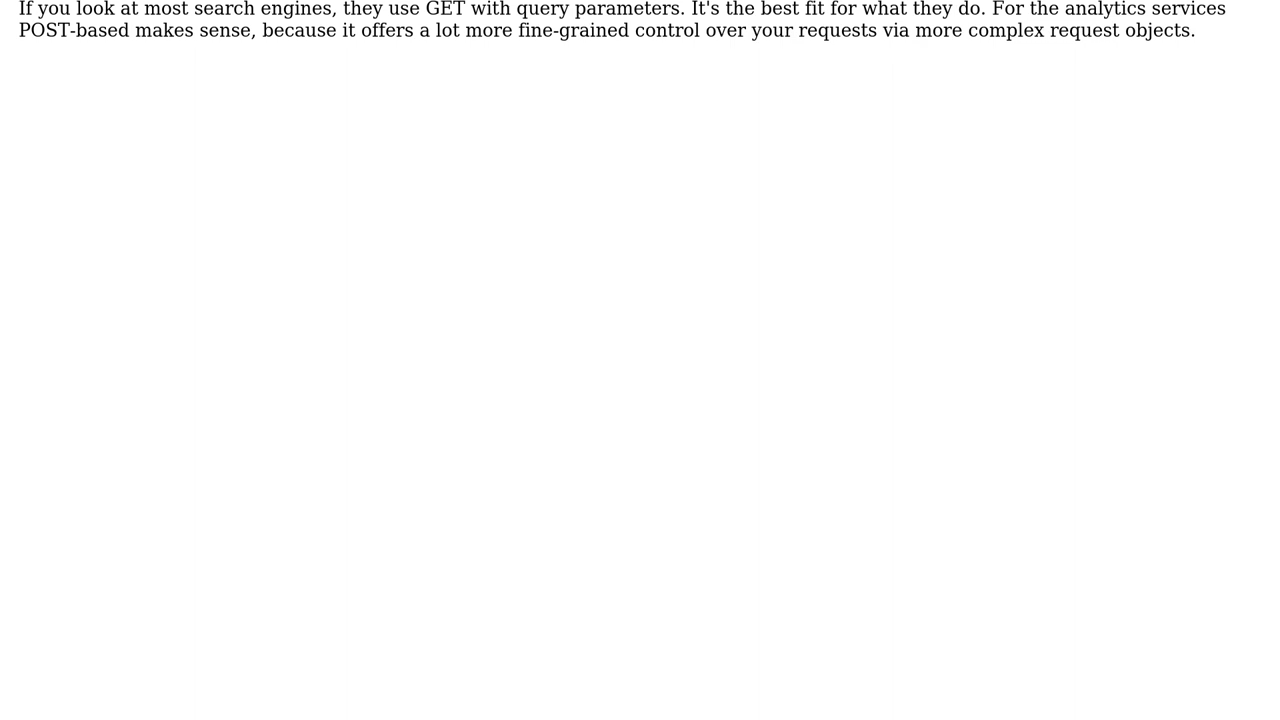 If you look at most search engines, they use GET with query parameters. It's the best fit for what they do. For the analytics services
POST-based makes sense, because it offers a lot more fine-grained control over your requests via more complex request objects.